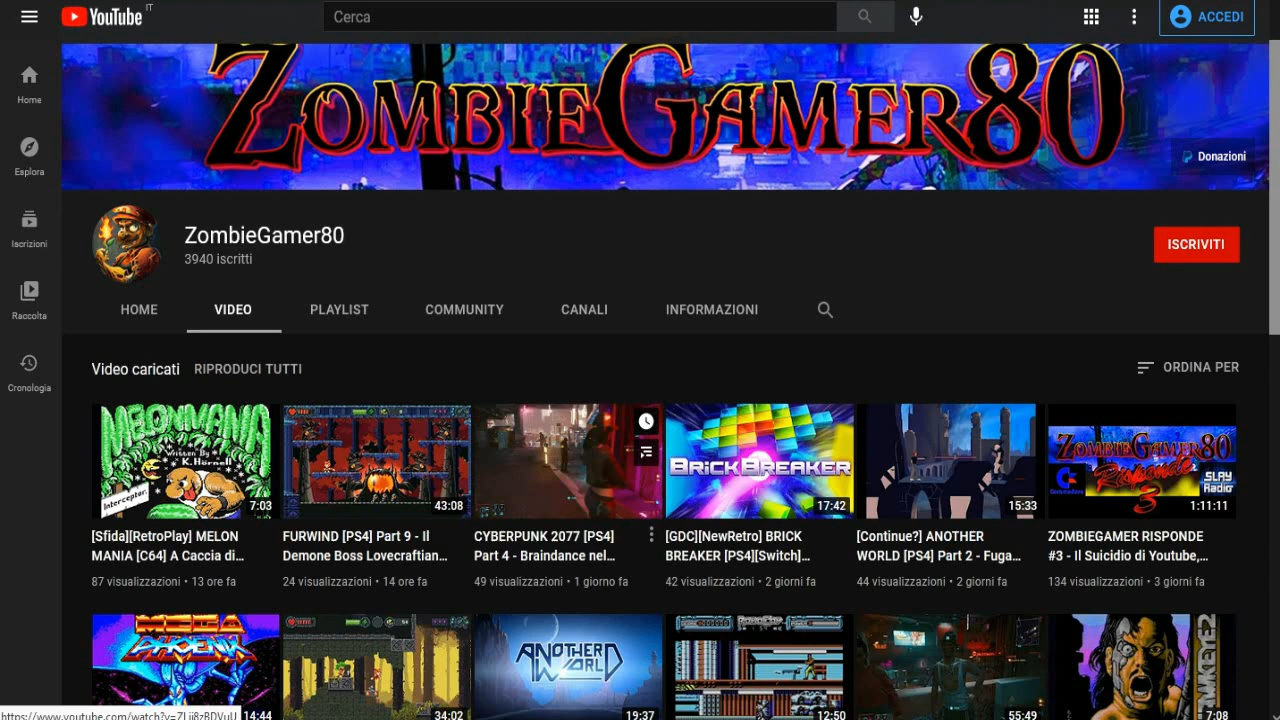 YouTube IT
Cerca
ACCEDI
ZOMBIEGAMER80
Donazioni
Home
Esplora
Iscrizioni
Raccolta
Cronologia
ZombieGamer80
3940 iscritti
ISCRIVITI
HOME VIDEO PLAYLIST COMMUNITY CANALI INFORMAZIONI
Video caricati RIPRODUCI TUTTI
ORDINA PER
MELONMANIA
Written By
K. Hörnell
Interceptor.
7:03
43:08
BRICKBREAKER
17:42
15:33
ZOMBIEGAMER80
Risponde
3
Commodore
SLAY
Radio
1:11:11
[Sfida][RetroPlay] MELON
MANIA [C64] A Caccia di...
87 visualizzazioni • 13 ore fa
FURWIND [PS4] Part 9 - Il
Demone Boss Lovecraftian...
24 visualizzazioni • 14 ore fa
CYBERPUNK 2077 [PS4]
Part 4 - Braindance nel...
49 visualizzazioni • 1 giorno fa
[GDC][NewRetro] BRICK
BREAKER [PS4][Switch]...
42 visualizzazioni • 2 giorni fa
[Continue?] ANOTHER
WORLD [PS4] Part 2 - Fuga...
44 visualizzazioni • 2 giorni fa
ZOMBIEGAMER RISPONDE
#3 - Il Suicidio di Youtube,...
134 visualizzazioni • 3 giorni fa
MEGA
PHOENIX
14:44
34:02
ANOTHER
WORLD
19:37
ROBOCOP
12:50
55:49
HAWKEYE2
7:08